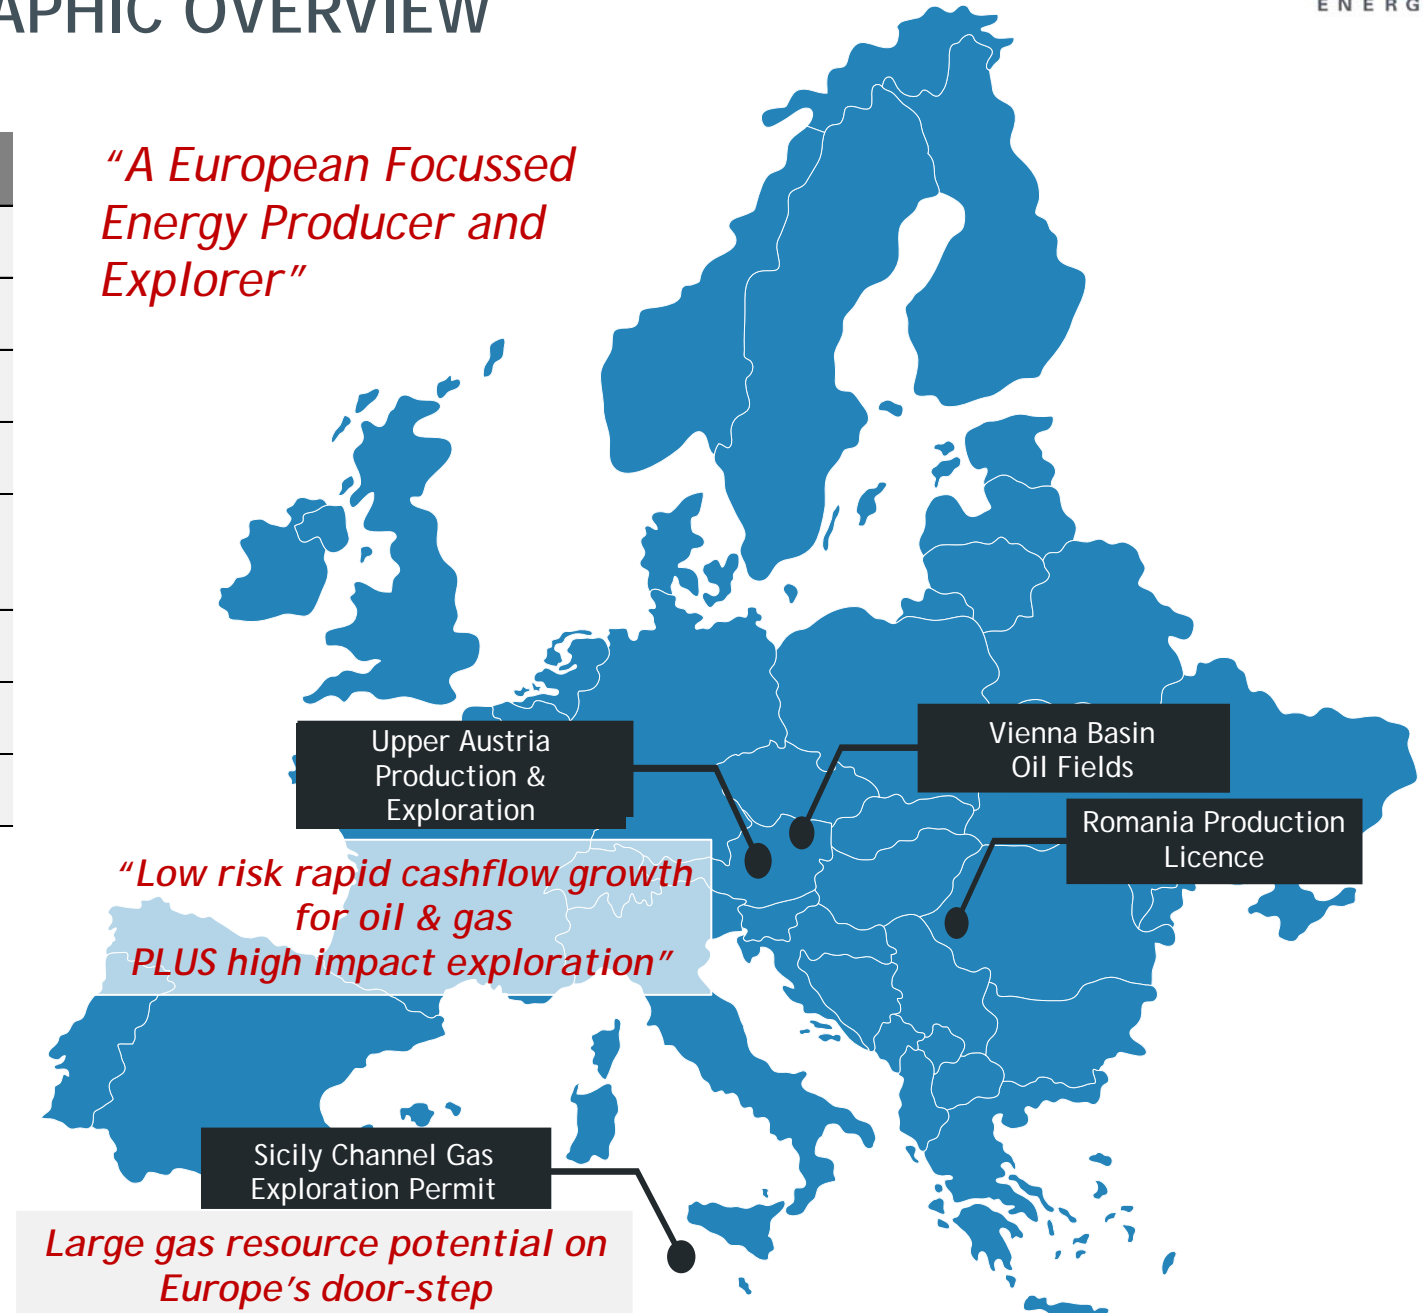 APHIC OVERVIEW
ENERG
“A European Focussed
Energy Producer and
Explorer”
Upper Austria
Production &
Exploration
Vienna Basin
Oil Fields
Romania Production
Licence
“Low risk rapid cashflow growth
for oil & gas
PLUS high impact exploration”
Sicily Channel Gas
Exploration Permit
Large gas resource potential on
Europe’s door-step